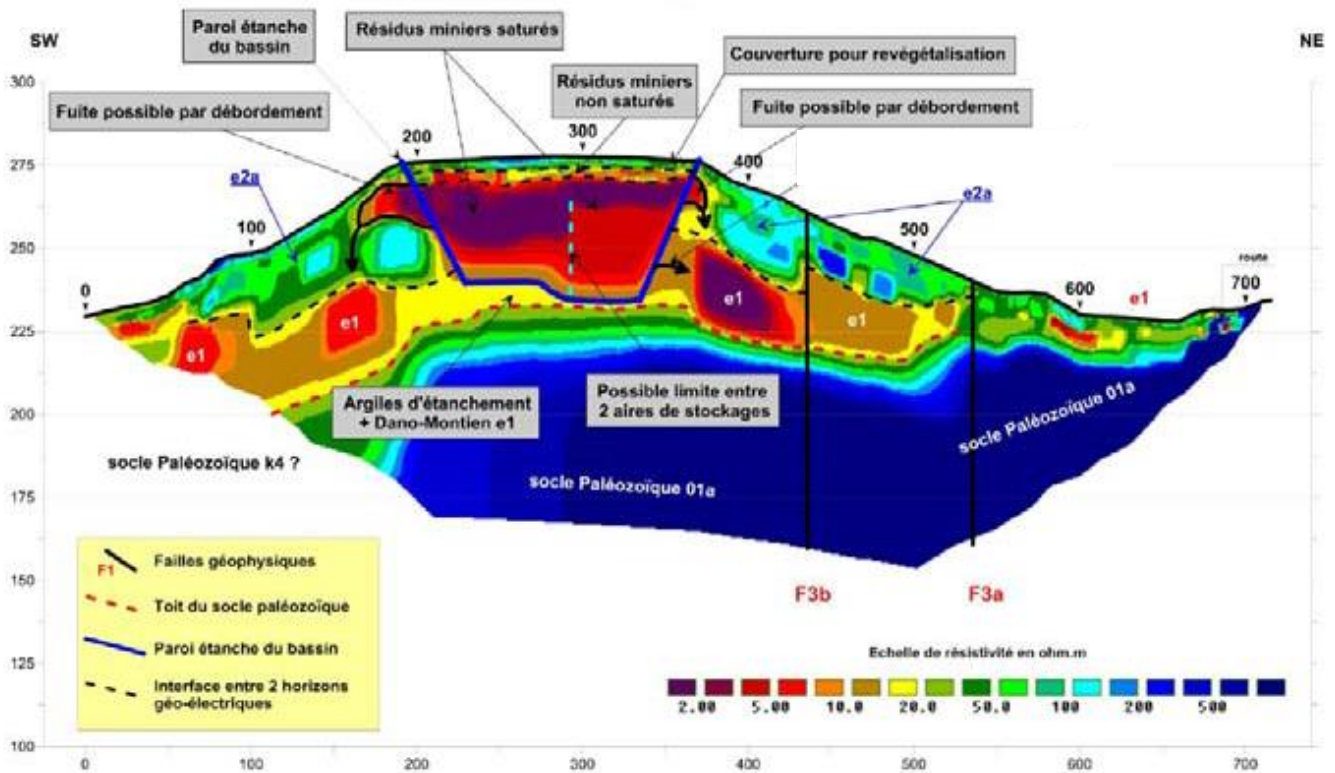 SW
NE
Paroi étanche
du bassin
Résidus miniers saturés
Couverture pour revégétalisation
Résidus miniers
non saturés
Fuite possible par débordement
Fuite possible par débordement
300
275
250
225
200
175
150
125
100
0
100
200
300
400
500
600
700
route
e2a
e2a
e1
e1
e1
e1
e1
Argiles d'étanchement
+ Dano-Montien e1
Possible limite entre
2 aires de stockages
socle Paléozoïque k4 ?
socle Paléozoïque 01a
socle Paléozoïque 01a
F3b
F3a
F1
Failles géophysiques
Toit du socle paléozoïque
Paroi étanche du bassin
Interface entre 2 horizons
géo-électriques
Echelle de résistivité en ohm.m
2.00 5.00 10.0 20.0 50.0 100 200 500
0 100 200 300 400 500 600 700